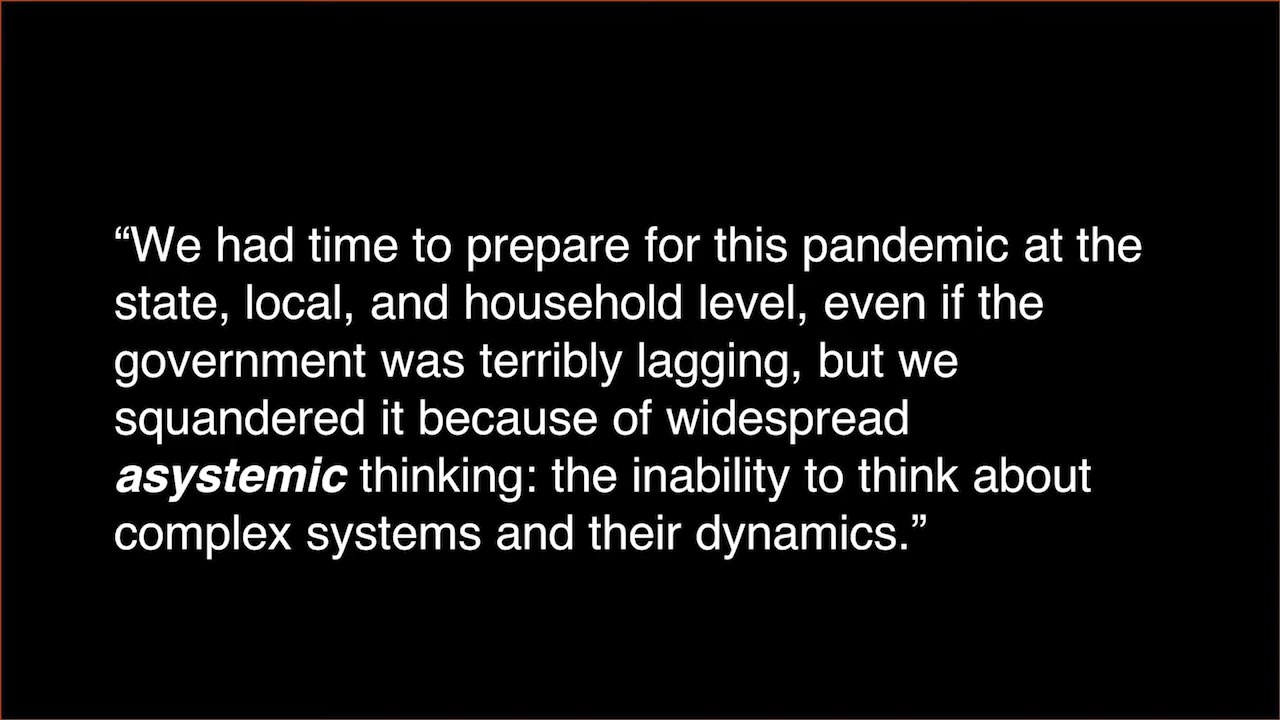 “We had time to prepare for this pandemic at the
state, local, and household level, even if the
government was terribly lagging, but we
squandered it because of widespread
asystemic thinking: the inability to think about
complex systems and their dynamics.”